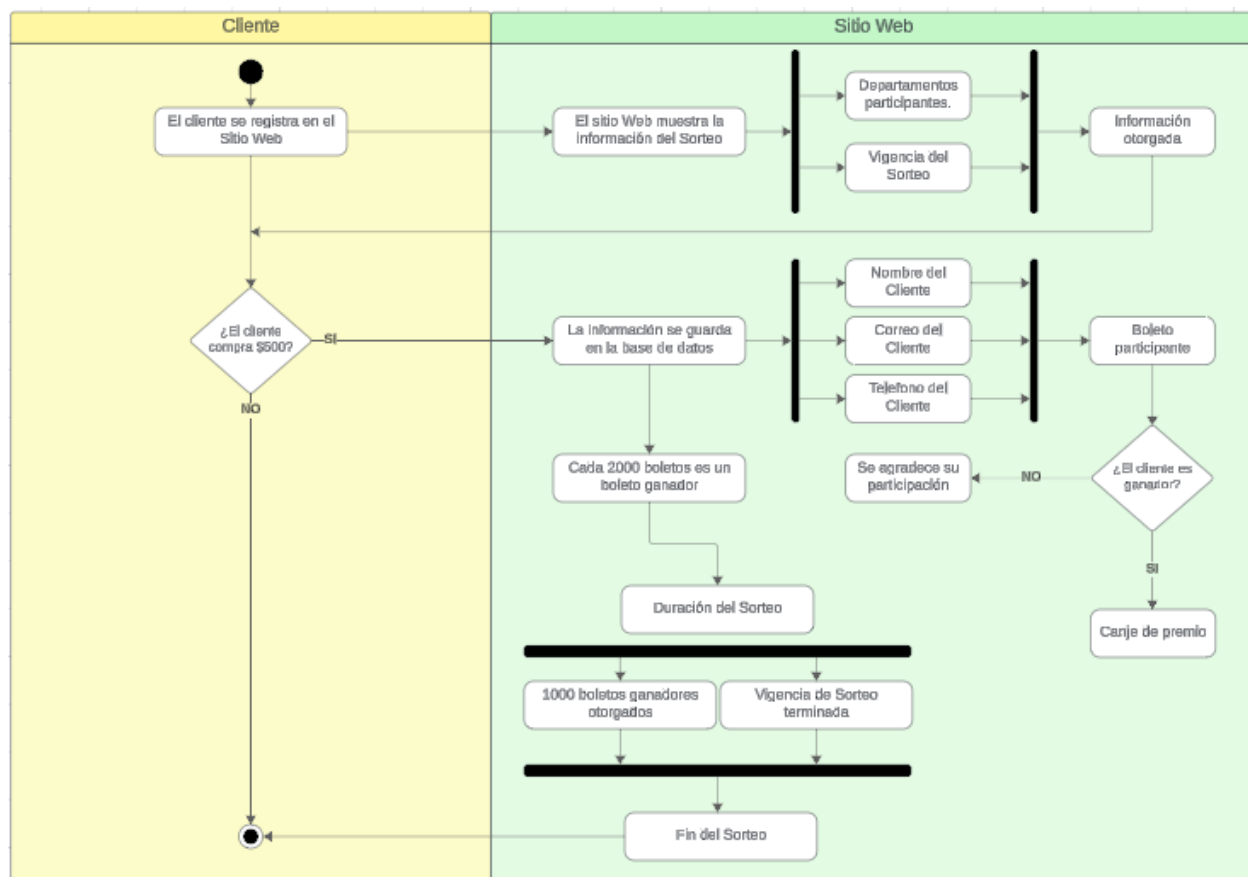 Cliente
Sitio Web
El cliente se registra en el
Sitio Web
El sitio Web muestra la
información del Sorteo
Departamentos
participantes.
Vigencia del
Sorteo
Información
otorgada
¿El cliente
compra $500?
SI
NO
La información se guarda
en la base de datos
Nombre del
Cliente
Correo del
Cliente
Telefono del
Cliente
Boleto
participante
Cada 2000 boletos es un
boleto ganador
Se agradece su
participación
NO
¿El cliente es
ganador?
SI
Canje de premio
Duración del Sorteo
1000 boletos ganadores
otorgados
Vigencia de Sorteo
terminada
Fin del Sorteo